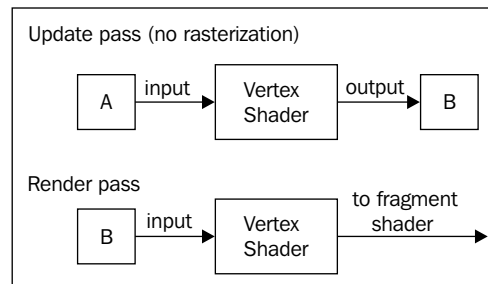 Update pass (no rasterization)
A
input
Vertex
Shader
output
B
Render pass
B
input
Vertex
Shader
to fragment
shader